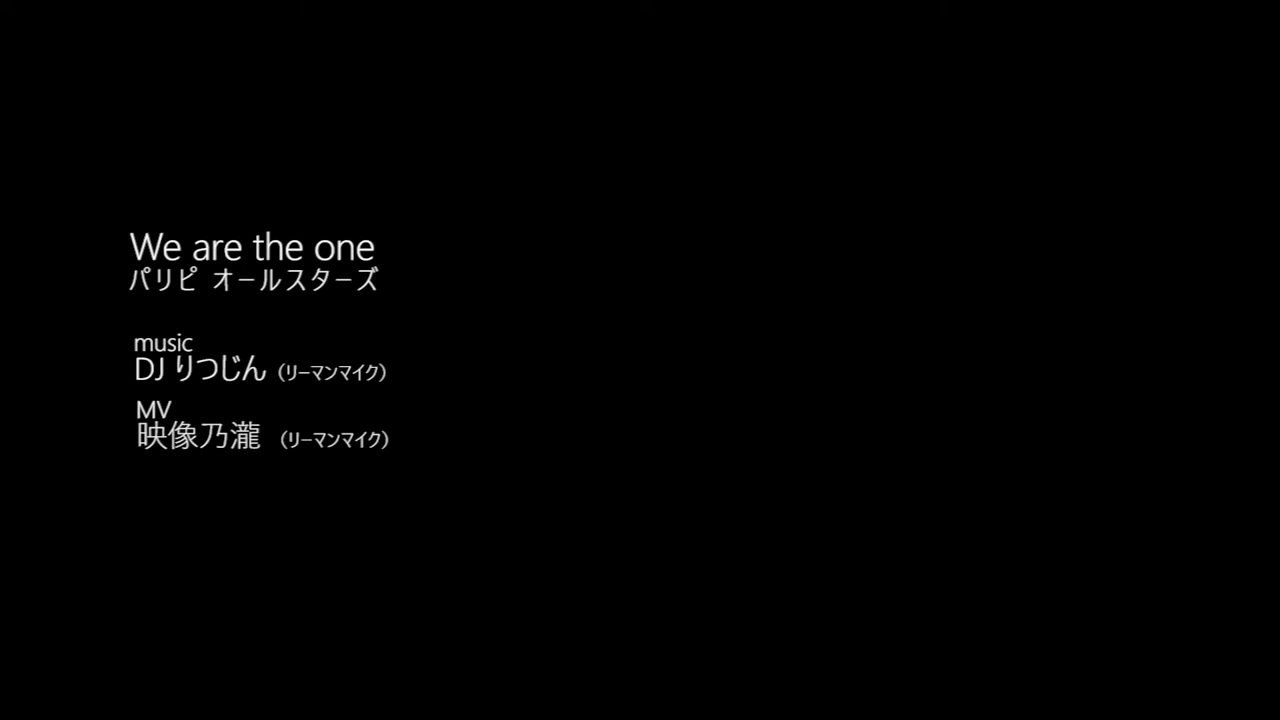 We are the one
パリピ オールスターズ
music
DJ りつじん（リーマンマイク）
MV
映像乃瀧 （リーマンマイク）